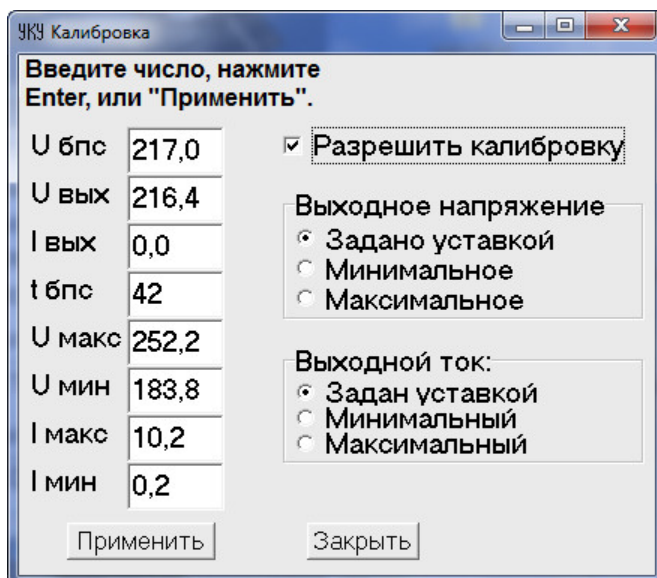 УКУ Калибровка
Введите число, нажмите
Enter, или "Применить".
U бпс 217,0
U вых 216,4
I вых 0,0
t бпс 42
U макс 252,2
U мин 183,8
I макс 10,2
I мин 0,2
Разрешить калибровку
Выходное напряжение
Задано уставкой
Минимальное
Максимальное
Выходной ток:
Задан уставкой
Минимальный
Максимальный
Применить
Закрыть